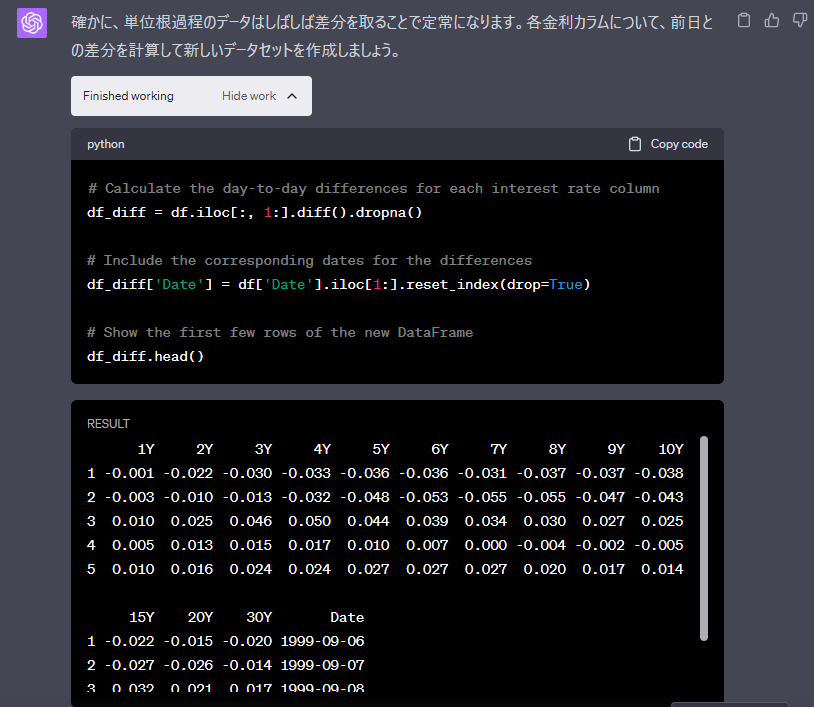 確かに、単位根過程のデータはしばしば差分を取ることで定常になります。各金利カラムについて、前日と
の差分を計算して新しいデータセットを作成しましょう。
Finished working Hide work
python Copy code
# Calculate the day-to-day differences for each interest rate column
df_diff = df.iloc[:, 1:].diff().dropna()
# Include the corresponding dates for the differences
df_diff['Date'] = df['Date'].iloc[1:].reset_index(drop=True)
# Show the first few rows of the new DataFrame
df_diff.head()
RESULT
1Y 2Y 3Y 4Y 5Y 6Y 7Y 8Y 9Y 10Y
1 -0.001 -0.022 -0.030 -0.033 -0.036 -0.036 -0.031 -0.037 -0.037 -0.038
2 -0.003 -0.010 -0.013 -0.032 -0.048 -0.053 -0.055 -0.055 -0.047 -0.043
3 0.010 0.025 0.046 0.050 0.044 0.039 0.034 0.030 0.027 0.025
4 0.005 0.013 0.015 0.017 0.010 0.007 0.000 -0.004 -0.002 -0.005
5 0.010 0.016 0.024 0.024 0.027 0.027 0.027 0.020 0.017 0.014
15Y 20Y 30Y Date
1 -0.022 -0.015 -0.020 1999-09-06
2 -0.027 -0.026 -0.014 1999-09-07
3 0.032 0.021 0.017 1999-09-08